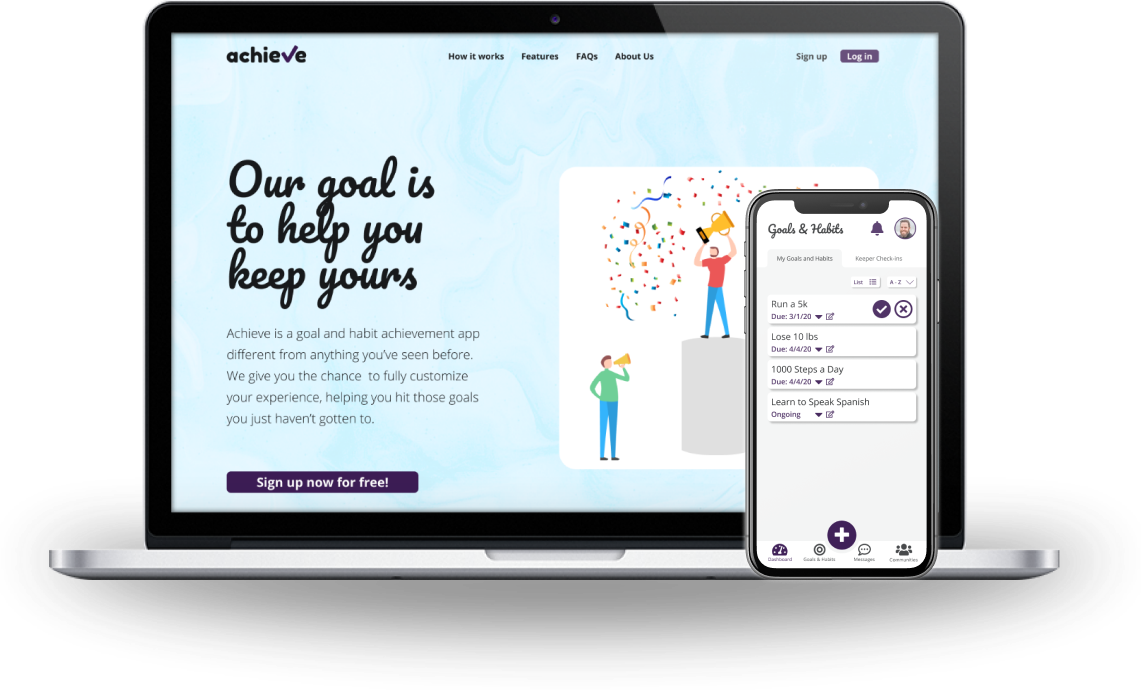 achieve
How it works Features FAQs About Us Sign up Log in
Our goal is
to help you
keep yours
Achieve is a goal and habit achievement app
different from anything you’ve seen before.
We give you the chance to fully customize
your experience, helping you hit those goals
you just haven’t gotten to.
Sign up now for free!
Goals & Habits
My Goals and Habits Keeper Check-ins
List A - Z
Run a 5k
Due: 3/1/20
Lose 10 lbs
Due: 4/4/20
1000 Steps a Day
Due: 4/4/20
Learn to Speak Spanish
Ongoing
Dashboard Goals & Habits Messages Communities